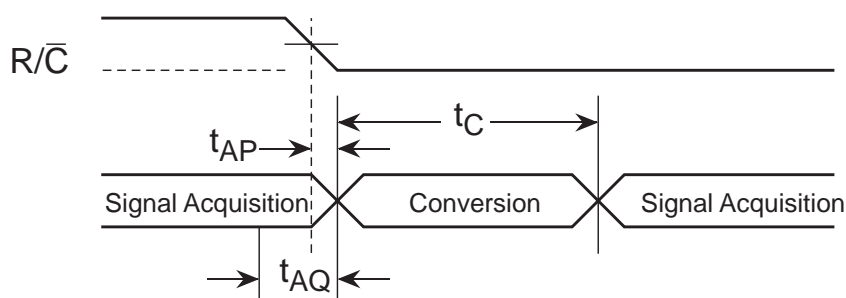 R/C̅
tC
tAP
Signal Acquisition
Conversion
Signal Acquisition
tAQ